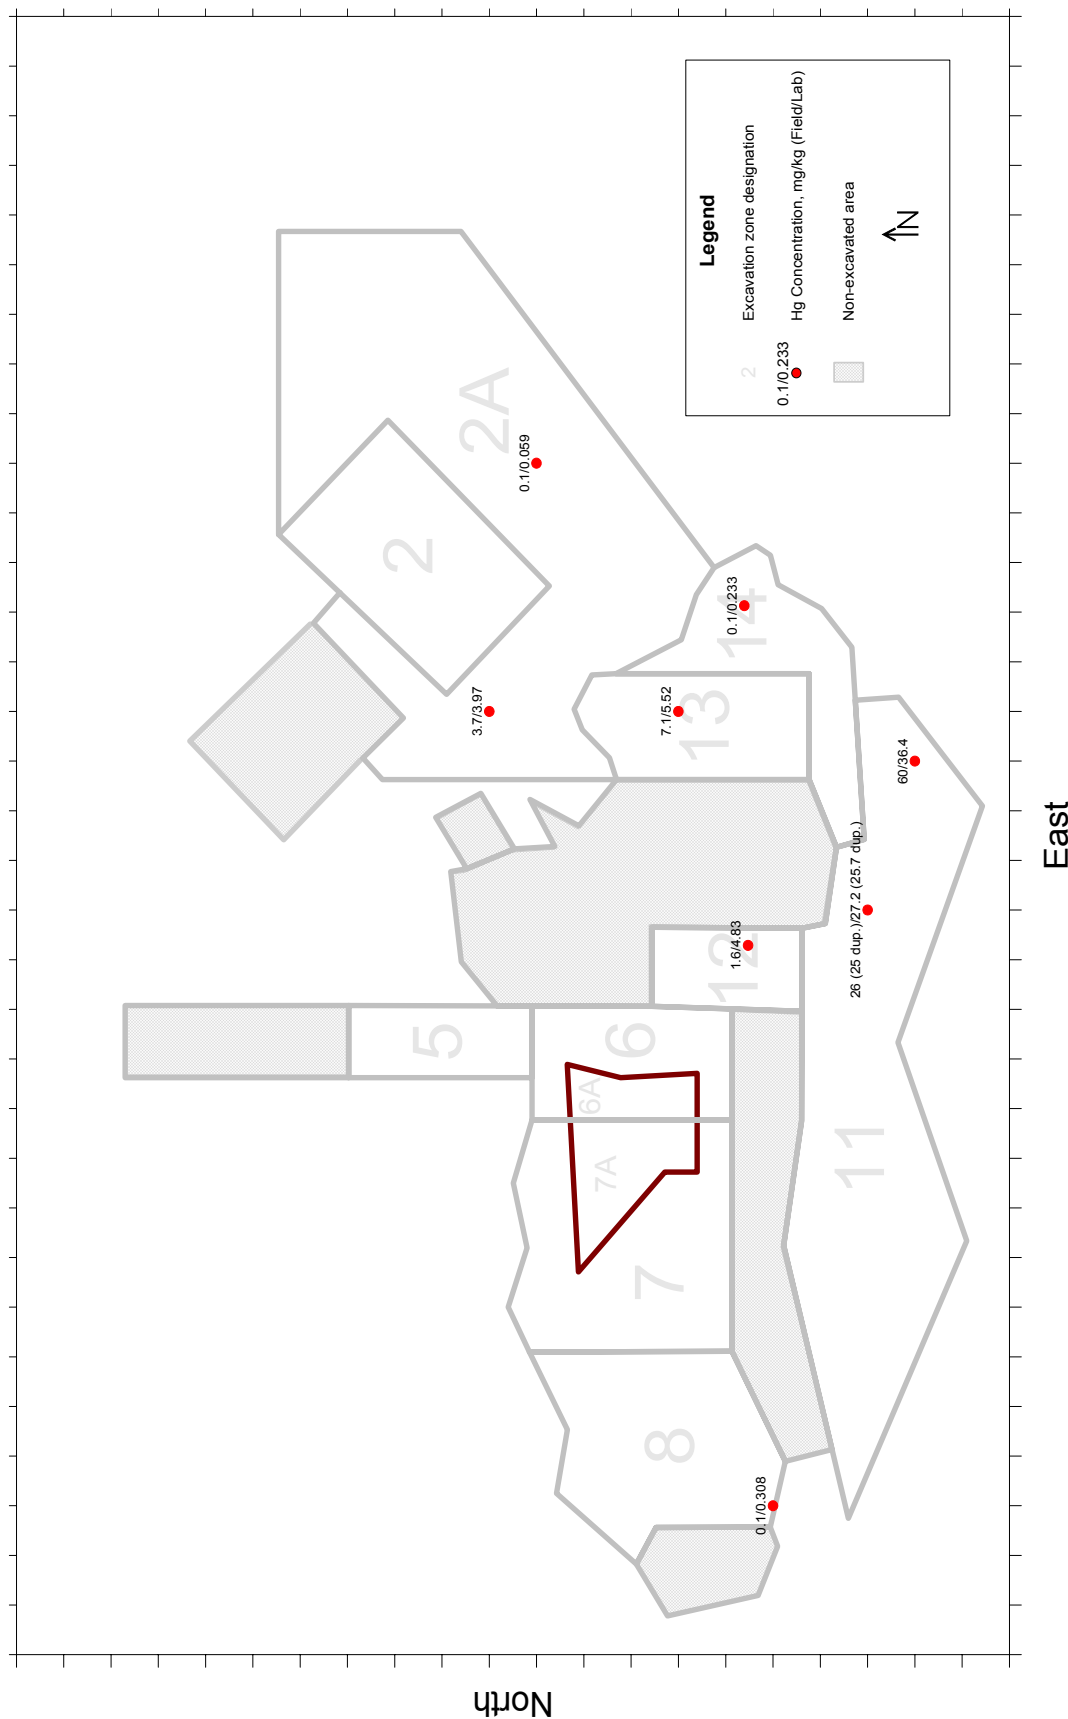 2
2A
0.1/0.059
3.7/3.97
14
0.1/0.233
13
7.1/5.52
60/36.4
26 (25 dup.)/27.2 (25.7 dup.)
12
1.6/4.83
5
6
6A
7A
7
8
0.1/0.308
11
Legend
2
Excavation zone designation
0.1/0.233
Hg Concentration, mg/kg (Field/Lab)
Non-excavated area
N
East
North